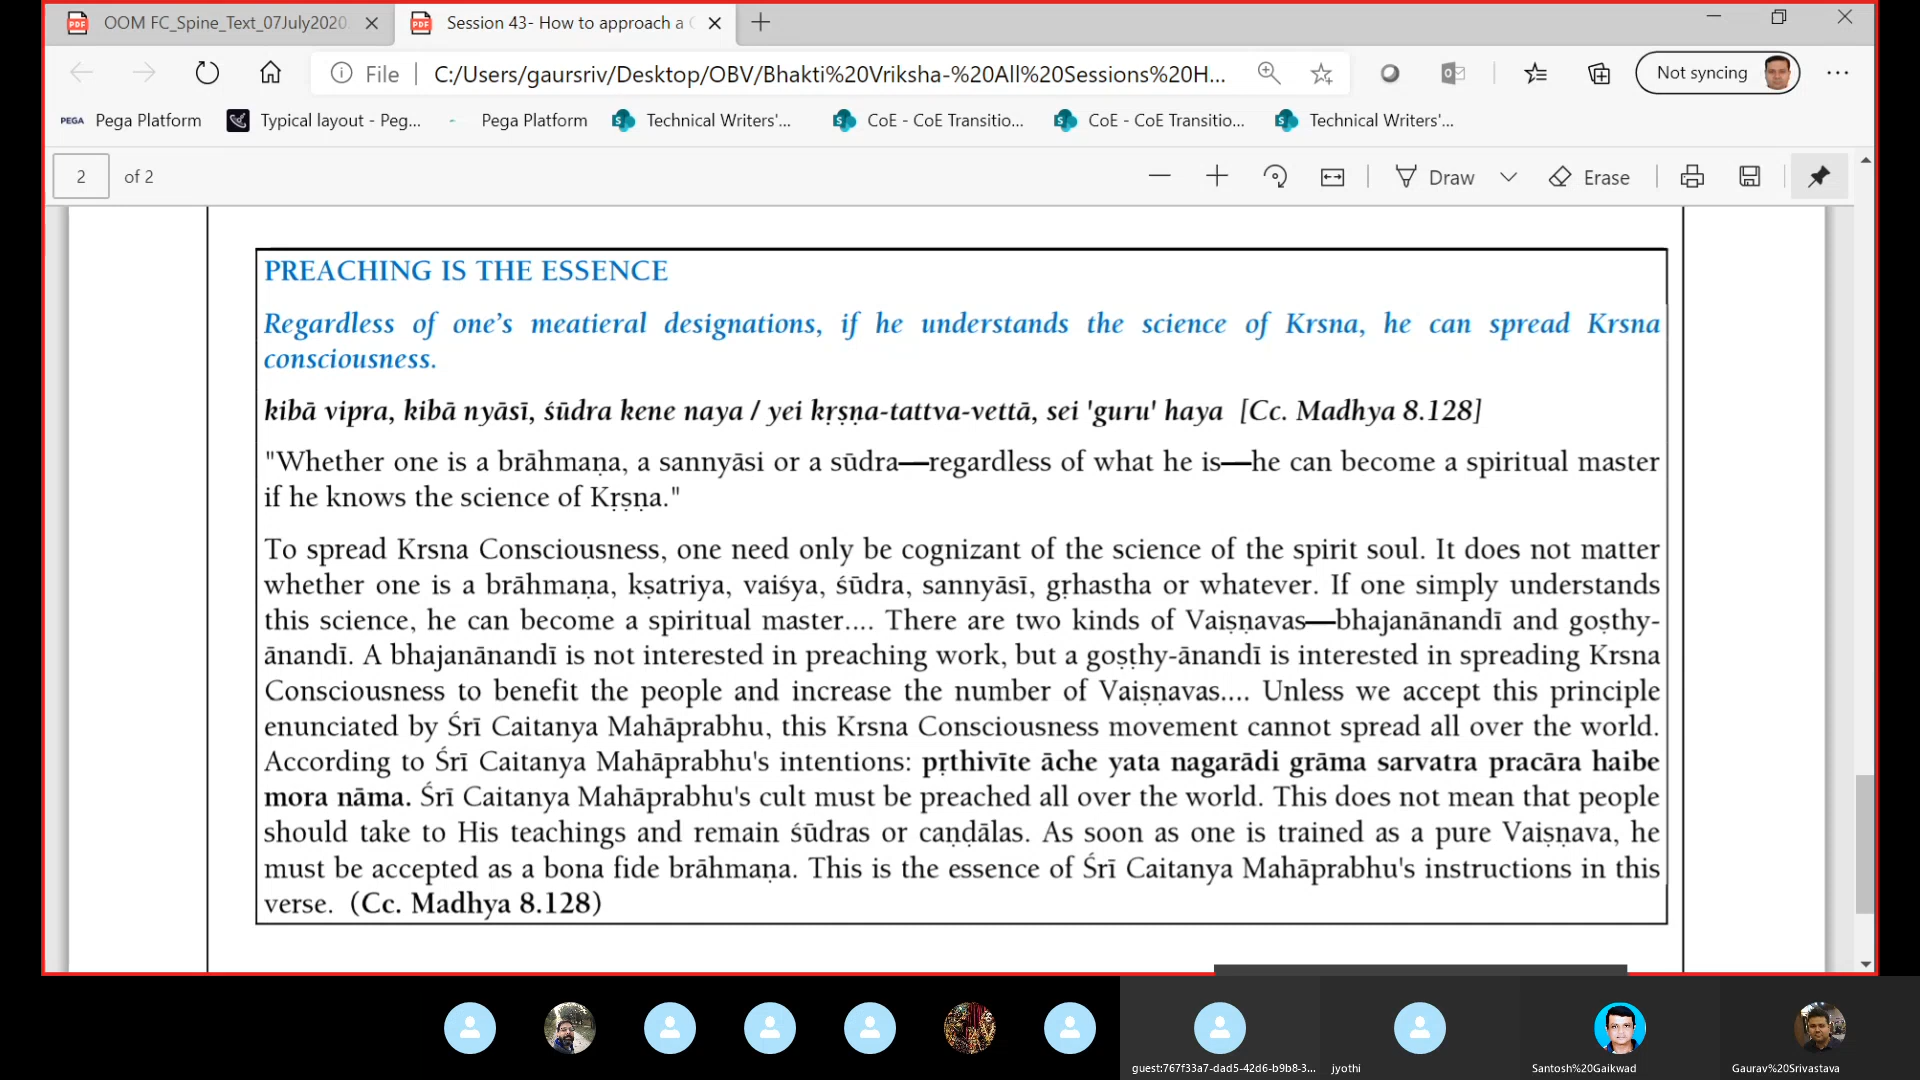 OOM FC_Spine_Text_07July2020
Session 43- How to approach a
File
C:/Users/gaursriv/Desktop/OBV/Bhakti%20Vriksha-%20All%20Sessions%20H...
Not syncing
PEGA Pega Platform
Typical layout - Peg...
Pega Platform
Technical Writers'...
CoE - CoE Transitio...
CoE - CoE Transitio...
Technical Writers'...
2 of 2
Draw
Erase
PREACHING IS THE ESSENCE
Regardless of one’s meatieral designations, if he understands the science of Krsna, he can spread Krsna
consciousness.
kibā vipra, kibā nyāsī, śūdra kene naya / yei kṛṣṇa-tattva-vettā, sei 'guru' haya [Cc. Madhya 8.128]
"Whether one is a brāhmaṇa, a sannyāsi or a sūdra—regardless of what he is—he can become a spiritual master
if he knows the science of Kṛṣṇa."
To spread Krsna Consciousness, one need only be cognizant of the science of the spirit soul. It does not matter
whether one is a brāhmaṇa, kṣatriya, vaiśya, śūdra, sannyāsī, gṛhastha or whatever. If one simply understands
this science, he can become a spiritual master.... There are two kinds of Vaiṣṇavas—bhajanānandī and goṣthy-
ānandī. A bhajanānandī is not interested in preaching work, but a goṣṭhy-ānandī is interested in spreading Krsna
Consciousness to benefit the people and increase the number of Vaiṣṇavas.... Unless we accept this principle
enunciated by Śrī Caitanya Mahāprabhu, this Krsna Consciousness movement cannot spread all over the world.
According to Śrī Caitanya Mahāprabhu's intentions: pṛthivīte āche yata nagarādi grāma sarvatra pracāra haibe
mora nāma. Śrī Caitanya Mahāprabhu's cult must be preached all over the world. This does not mean that people
should take to His teachings and remain śūdras or caṇḍālas. As soon as one is trained as a pure Vaiṣṇava, he
must be accepted as a bona fide brāhmaṇa. This is the essence of Śrī Caitanya Mahāprabhu's instructions in this
verse. (Cc. Madhya 8.128)
guest:767f33a7-dad5-42d6-b9b8-3...
jyothi
Santosh%20Gaikwad
Gaurav%20Srivastava